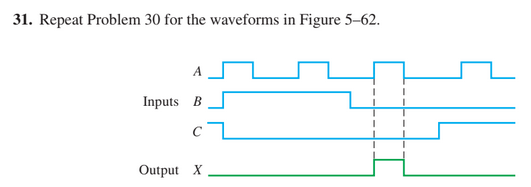 31. Repeat Problem 30 for the waveforms in Figure 5–62.
A
Inputs B
C
Output X